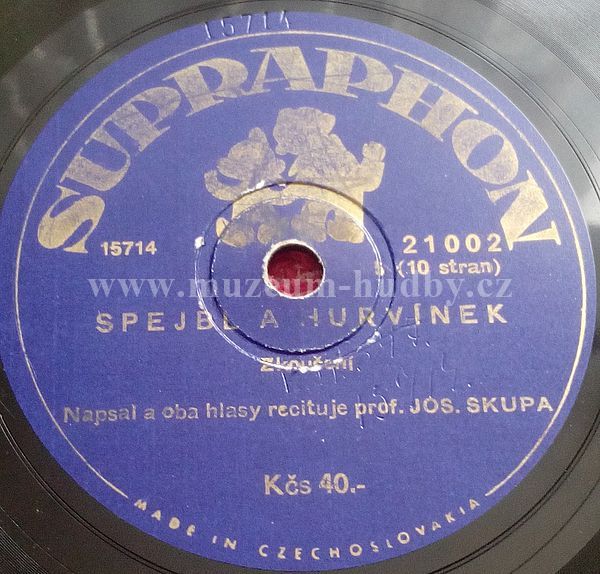 15714
SUPRAPHON
15714
21002
5 (10 stran)
www.muzeum-hudby.cz
SPEJBL A HURVÍNEK
Zkoušení
Napsal a oba hlasy recituje prof. JOS. SKUPA
Kčs 40.-
MADE IN CZECHOSLOVAKIA